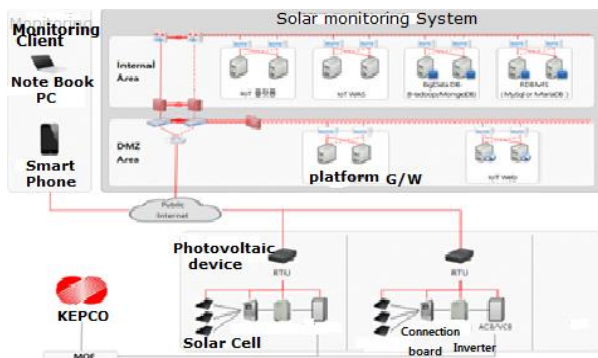 Solar monitoring System
Monitoring
Monitoring
Client
Note Book
PC
Smart
Phone
Internal
Area
IoT 플랫폼
IoT WAS
BigData DB
(Hadoop/MongoDB)
RDBMS
(MySql or MariaDB)
DMZ
Area
platform G/W
IoT Web
Public
Internet
Photovoltaic
device
RTU
RTU
KEPCO
Solar Cell
Connection
board
Inverter
ACB/VCB
MOF